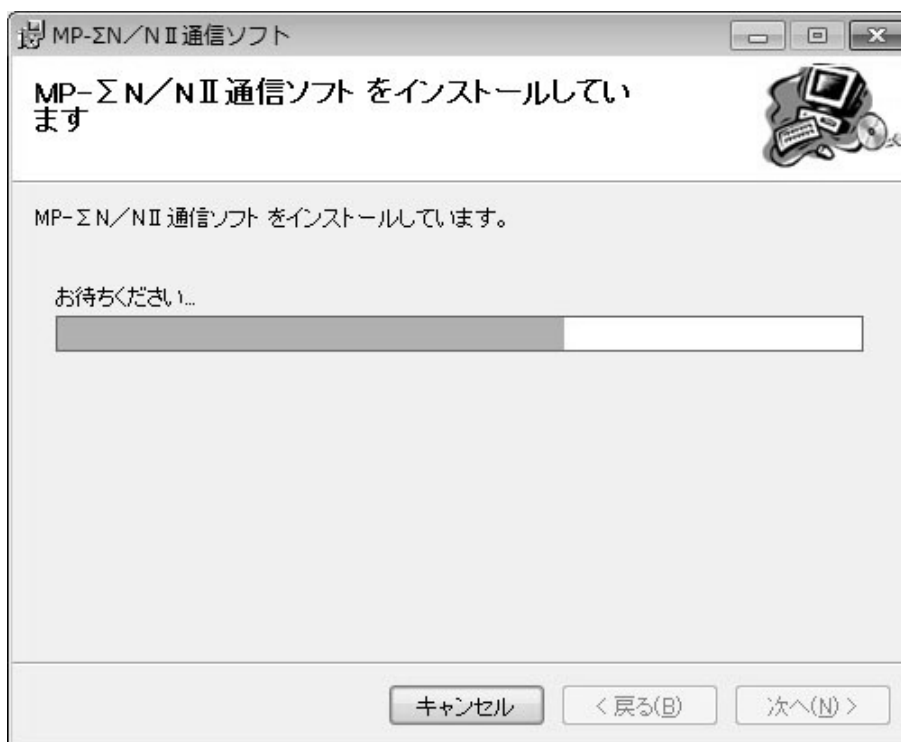 MP-ΣN／NⅡ通信ソフト
MP-ΣN／NⅡ通信ソフト をインストールしてい
ます
MP-ΣN／NⅡ通信ソフト をインストールしています。
お待ちください...
キャンセル
< 戻る(B)
次へ(N) >